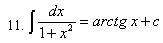 11. ∫ dx/(1+x²) = arctg x + c